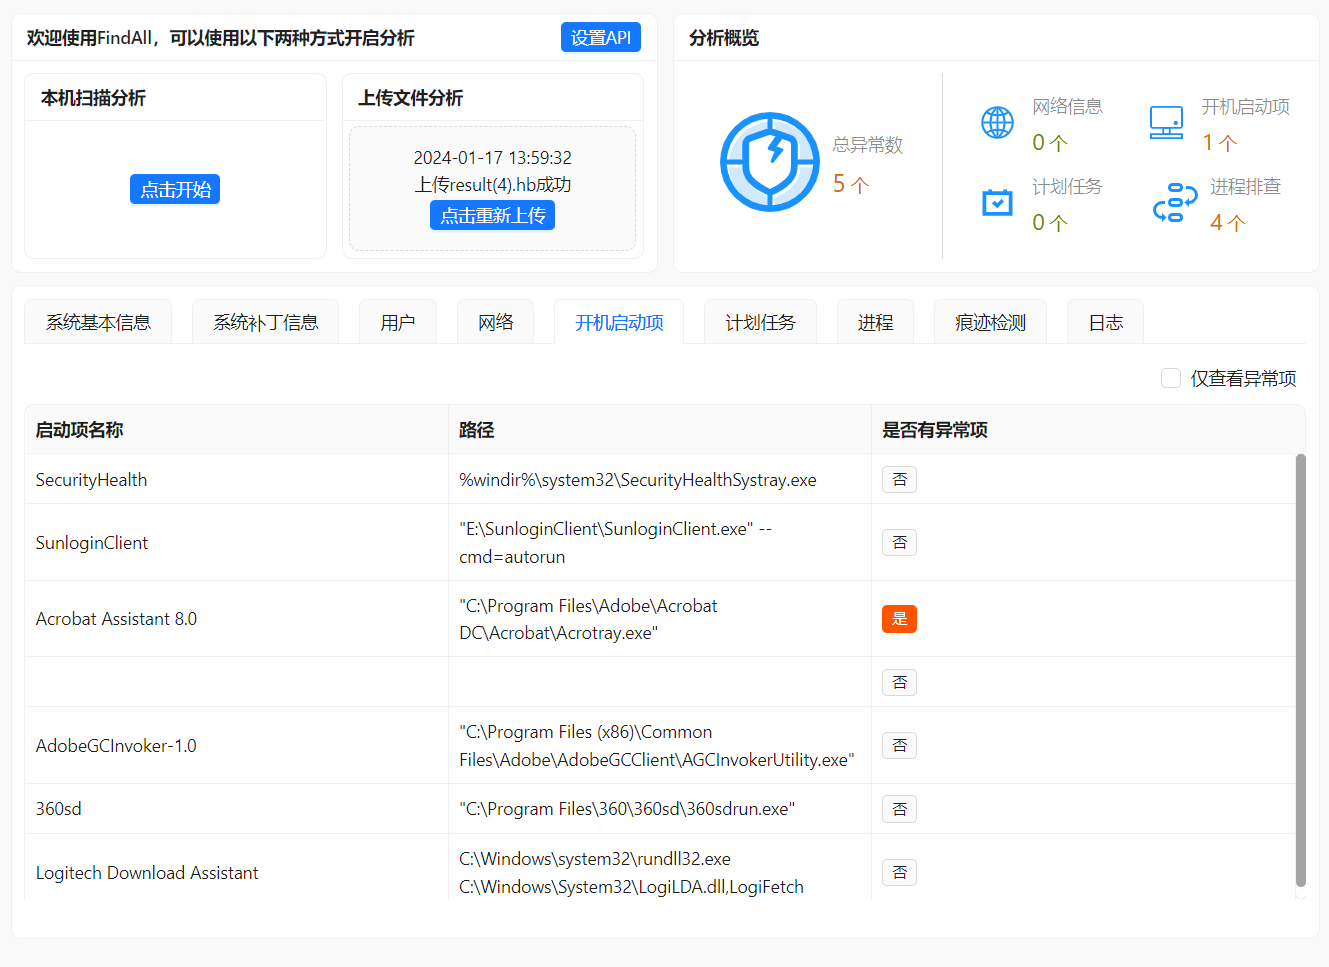 欢迎使用FindAll，可以使用以下两种方式开启分析
设置API
本机扫描分析
点击开始
上传文件分析
2024-01-17 13:59:32
上传result(4).hb成功
点击重新上传
分析概览
总异常数
5 个
网络信息
0 个
开机启动项
1 个
计划任务
0 个
进程排查
4 个
系统基本信息
系统补丁信息
用户
网络
开机启动项
计划任务
进程
痕迹检测
日志
仅查看异常项
启动项名称
路径
是否有异常项
SecurityHealth
%windir%\system32\SecurityHealthSystray.exe
否
SunloginClient
"E:\SunloginClient\SunloginClient.exe" --
cmd=autorun
否
Acrobat Assistant 8.0
"C:\Program Files\Adobe\Acrobat
DC\Acrobat\Acrotray.exe"
是
否
AdobeGCInvoker-1.0
"C:\Program Files (x86)\Common
Files\Adobe\AdobeGCClient\AGCInvokerUtility.exe"
否
360sd
"C:\Program Files\360\360sd\360sdrun.exe"
否
Logitech Download Assistant
C:\Windows\system32\rundll32.exe
C:\Windows\System32\LogiLDA.dll,LogiFetch
否